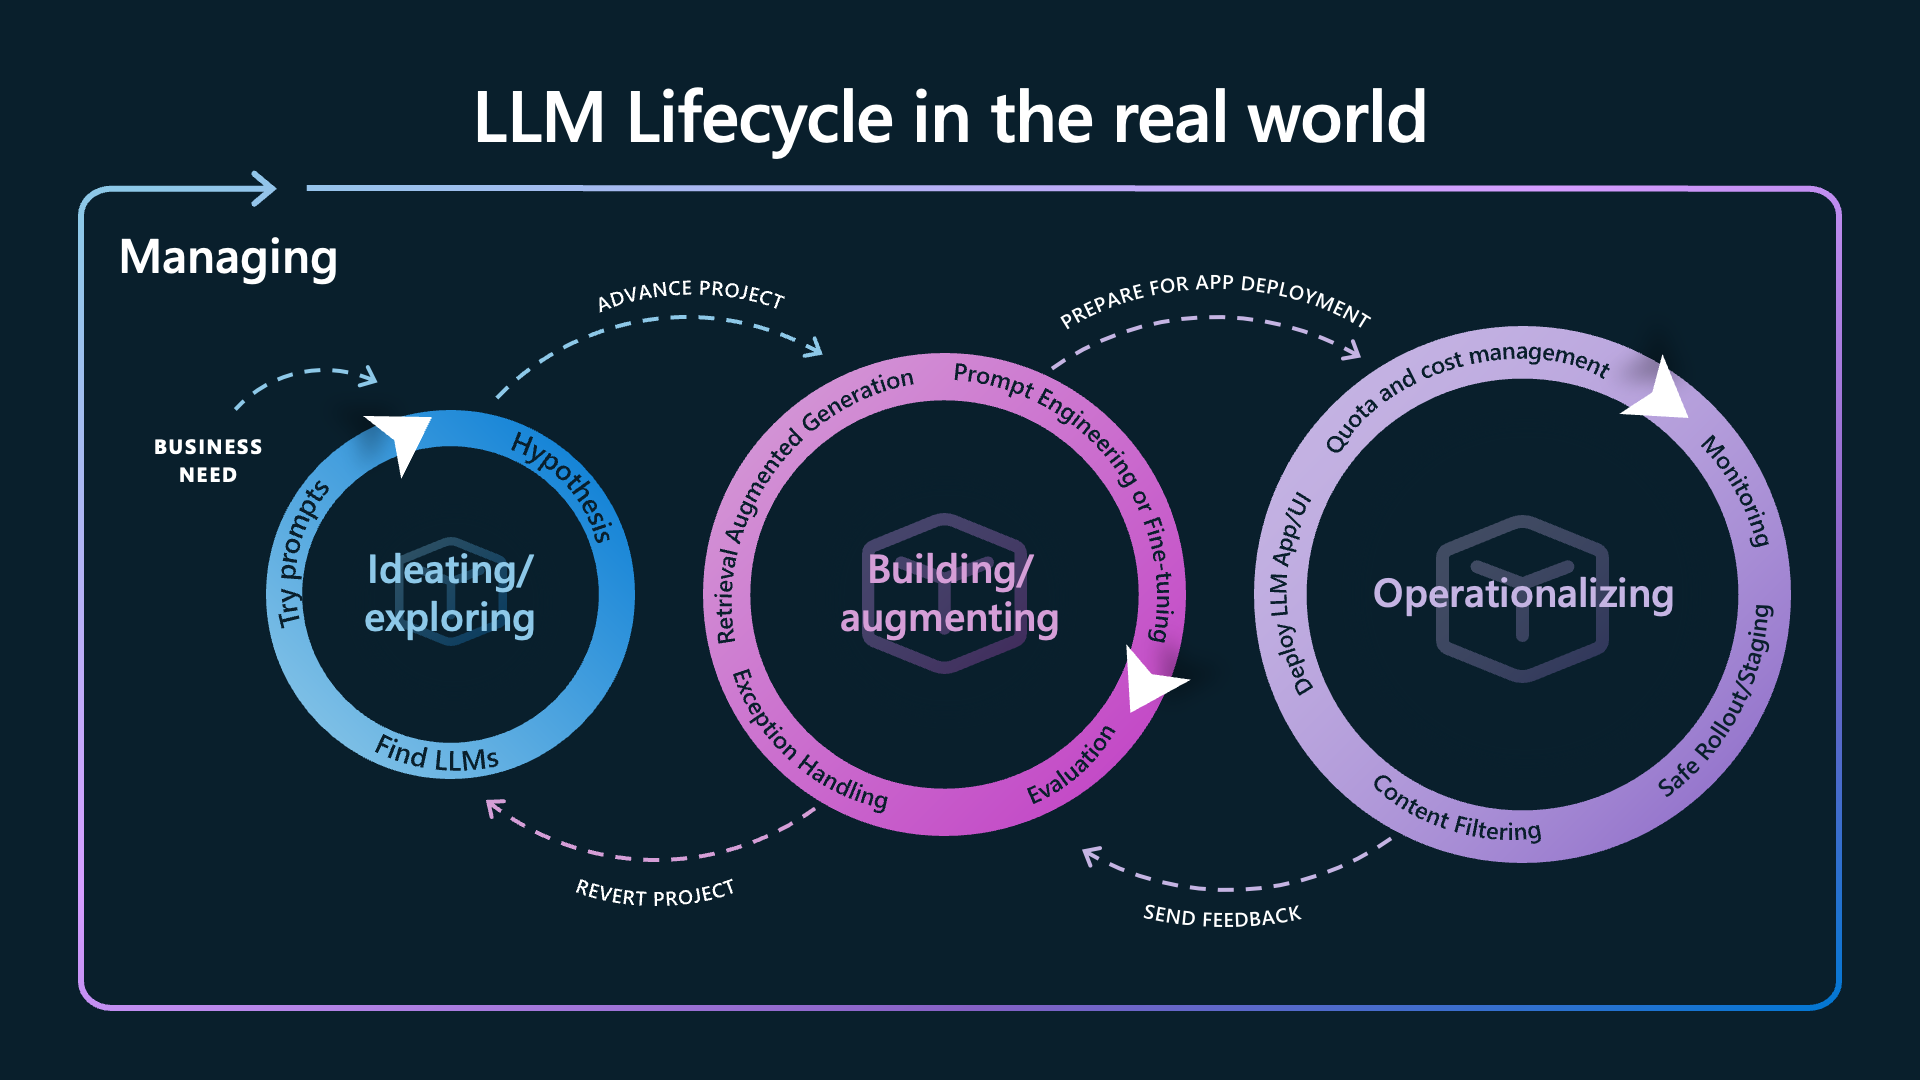 LLM Lifecycle in the real world
Managing
BUSINESS
NEED
ADVANCE PROJECT
PREPARE FOR APP DEPLOYMENT
Ideating/
exploring
Hypothesis
Find LLMs
Try prompts
Building/
augmenting
Retrieval Augmented Generation
Prompt Engineering or Fine-tuning
Evaluation
Exception Handling
Operationalizing
Quota and cost management
Monitoring
Safe Rollout/Staging
Content Filtering
Deploy LLM App/UI
REVERT PROJECT
SEND FEEDBACK